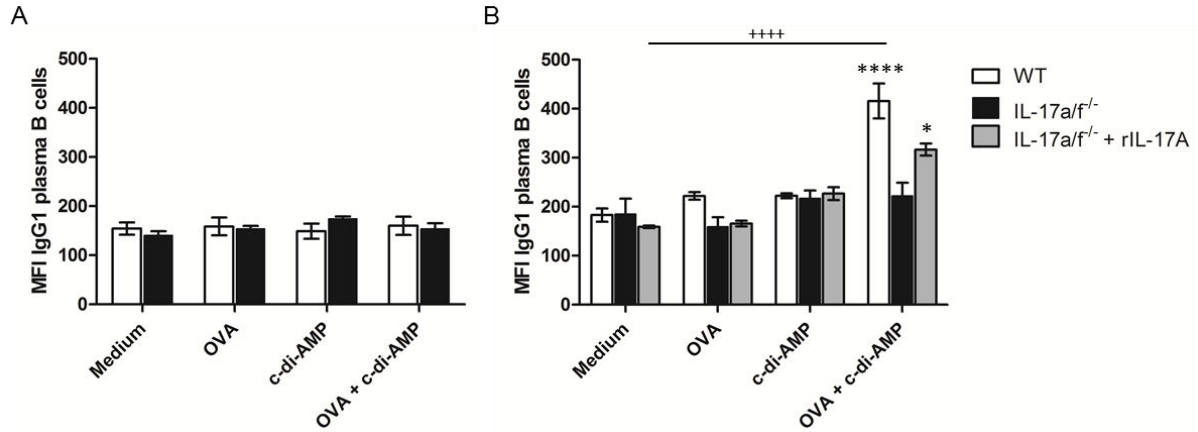 A
MFI IgG1 plasma B cells
500
400
300
200
100
0
Medium
OVA
c-di-AMP
OVA + c-di-AMP
B
++++
MFI IgG1 plasma B cells
500
400
300
200
100
0
****
*
Medium
OVA
c-di-AMP
OVA + c-di-AMP
WT
IL-17a/f-/-
IL-17a/f-/- + rIL-17A